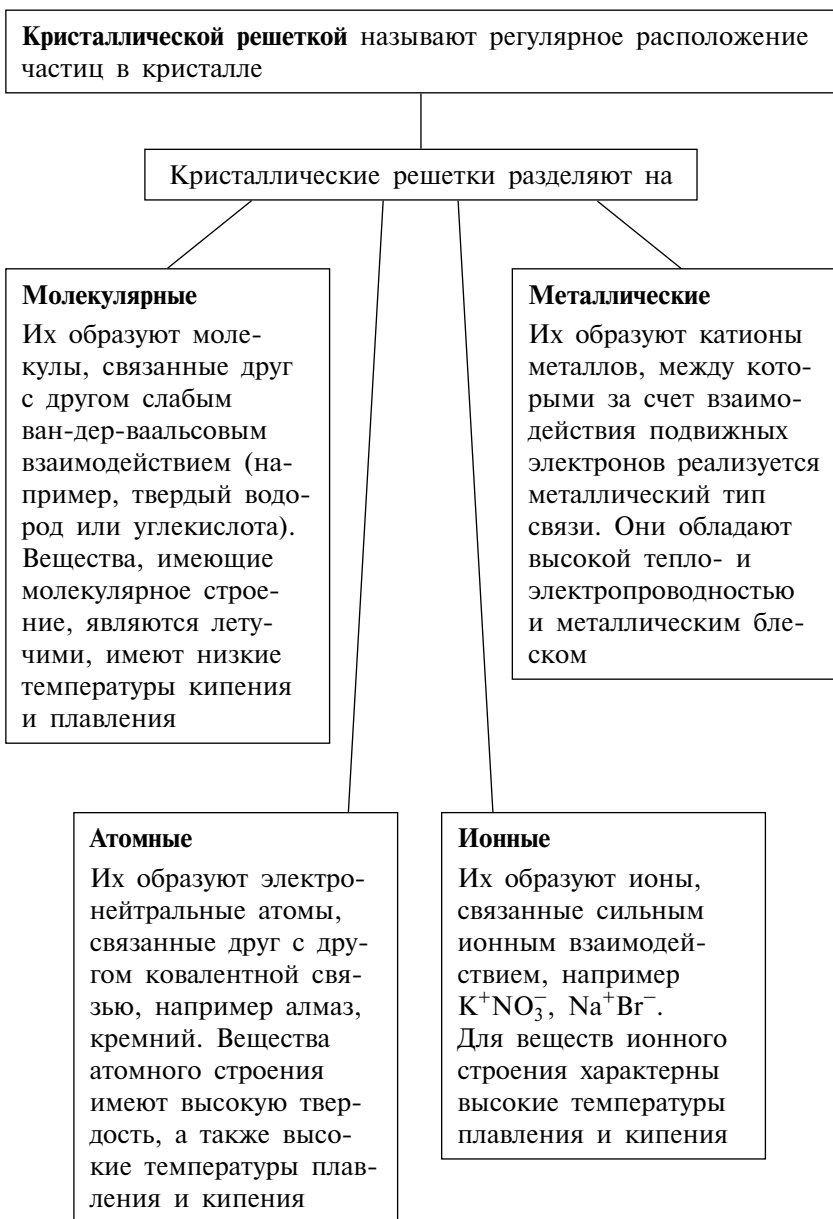 Кристаллической решеткой называют регулярное расположение
частиц в кристалле
Кристаллические решетки разделяют на
Молекулярные
Их образуют моле-
кулы, связанные друг
с другом слабым
ван-дер-ваальсовым
взаимодействием (на-
пример, твердый водо-
род или углекислота).
Вещества, имеющие
молекулярное строе-
ние, являются лету-
чими, имеют низкие
температуры кипения
и плавления
Металлические
Их образуют катионы
металлов, между кото-
рыми за счет взаимо-
действия подвижных
электронов реализуется
металлический тип
связи. Они обладают
высокой тепло- и
электропроводностью
и металлическим бле-
ском
Атомные
Их образуют электро-
нейтральные атомы,
связанные друг с дру-
гом ковалентной свя-
зью, например алмаз,
кремний. Вещества
атомного строения
имеют высокую твер-
дость, а также высо-
кие температуры плав-
ления и кипения
Ионные
Их образуют ионы,
связанные сильным
ионным взаимодей-
ствием, например
K⁺NO₃⁻, Na⁺Br⁻.
Для веществ ионного
строения характерны
высокие температуры
плавления и кипения